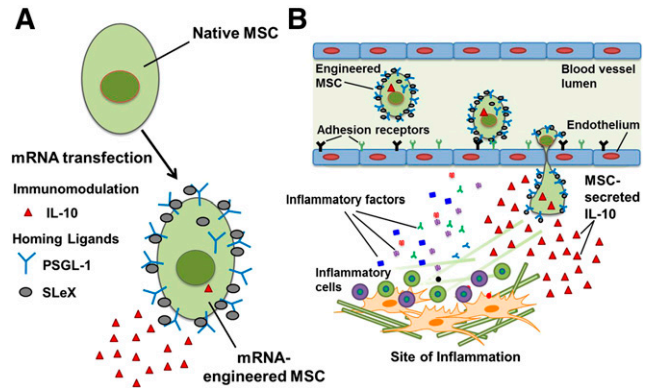 A
Native MSC
mRNA transfection
Immunomodulation
IL-10
Homing Ligands
PSGL-1
SLeX
mRNA-
engineered MSC
B
Engineered
MSC
Blood vessel
lumen
Adhesion receptors
Endothelium
MSC-
secreted
IL-10
Inflammatory factors
Inflammatory
cells
Site of Inflammation